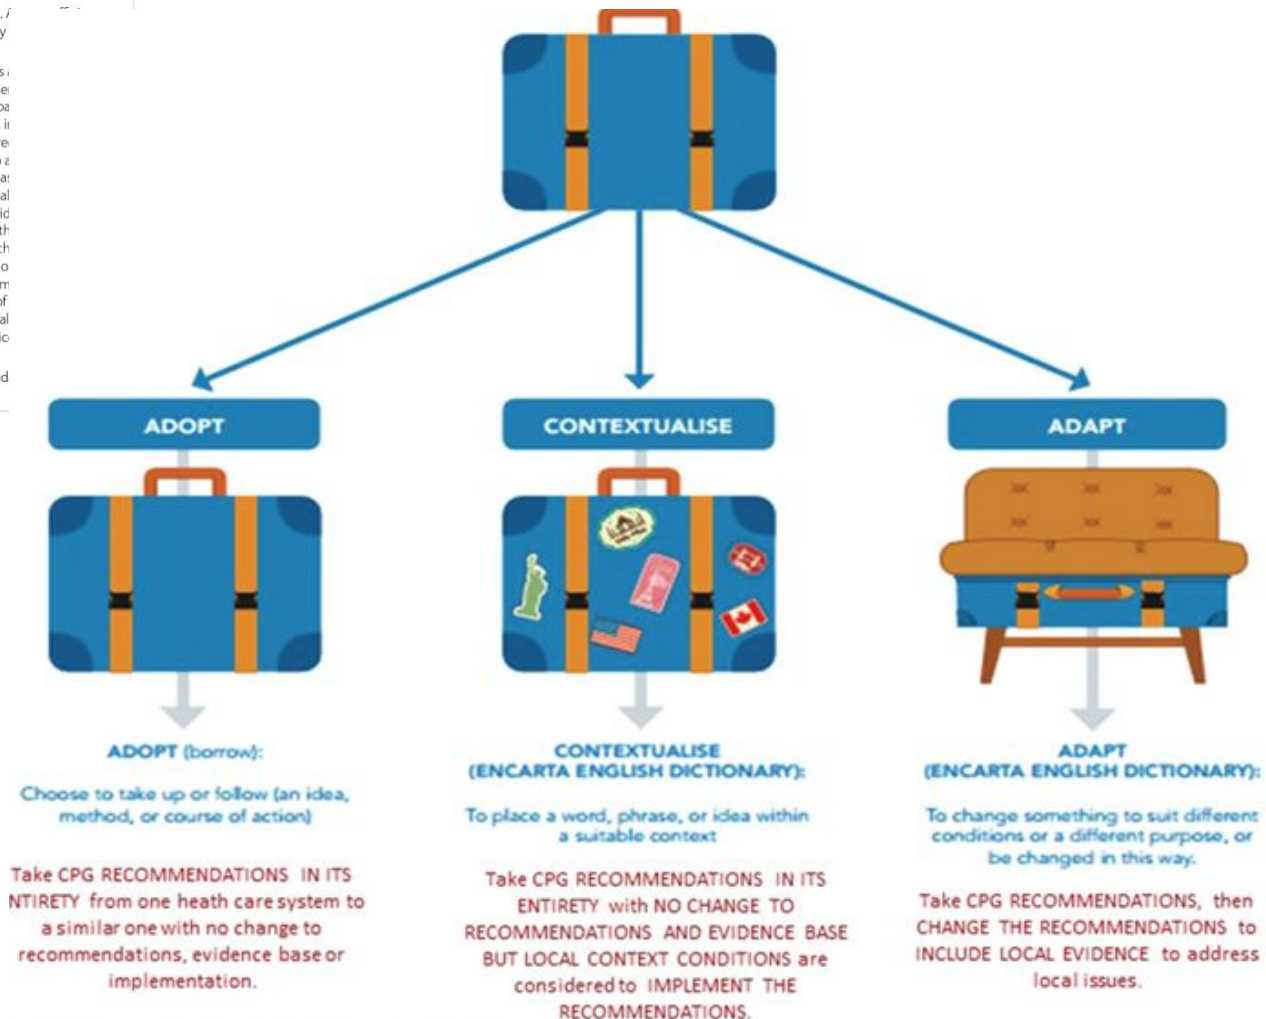 ADOPT
CONTEXTUALISE
ADAPT
ADOPT (borrow):
Choose to take up or follow (an idea,
method, or course of action)
Take CPG RECOMMENDATIONS IN ITS
NTIRETY from one heath care system to
a similar one with no change to
recommendations, evidence base or
implementation.
CONTEXTUALISE
(ENCARTA ENGLISH DICTIONARY):
To place a word, phrase, or idea within
a suitable context
Take CPG RECOMMENDATIONS IN ITS
ENTIRETY with NO CHANGE TO
RECOMMENDATIONS AND EVIDENCE BASE
BUT LOCAL CONTEXT CONDITIONS are
considered to IMPLEMENT THE
RECOMMENDATIONS.
ADAPT
(ENCARTA ENGLISH DICTIONARY):
To change something to suit different
conditions or a different purpose, or
be changed in this way.
Take CPG RECOMMENDATIONS, then
CHANGE THE RECOMMENDATIONS to
INCLUDE LOCAL EVIDENCE to address
local issues.